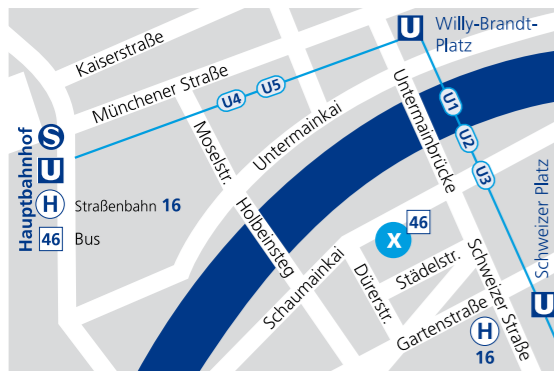 Kaiserstraße
Münchener Straße
U
Willy-Brandt-
Platz
U4
U5
U1
U2
U3
Untermainkai
Untermainbrücke
Moselstr.
Hauptbahnhof
S
U
H Straßenbahn 16
46 Bus
Holbeinsteg
Schaumainkai
X
46
Dürerstr.
Städelstr.
Gartenstraße
Schweizer Straße
Schweizer Platz
U
H
16